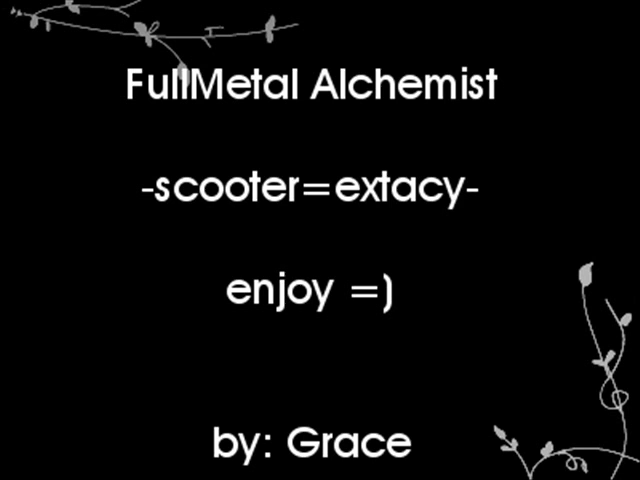 FullMetal Alchemist
-scooter=extacy-
enjoy =)
by: Grace